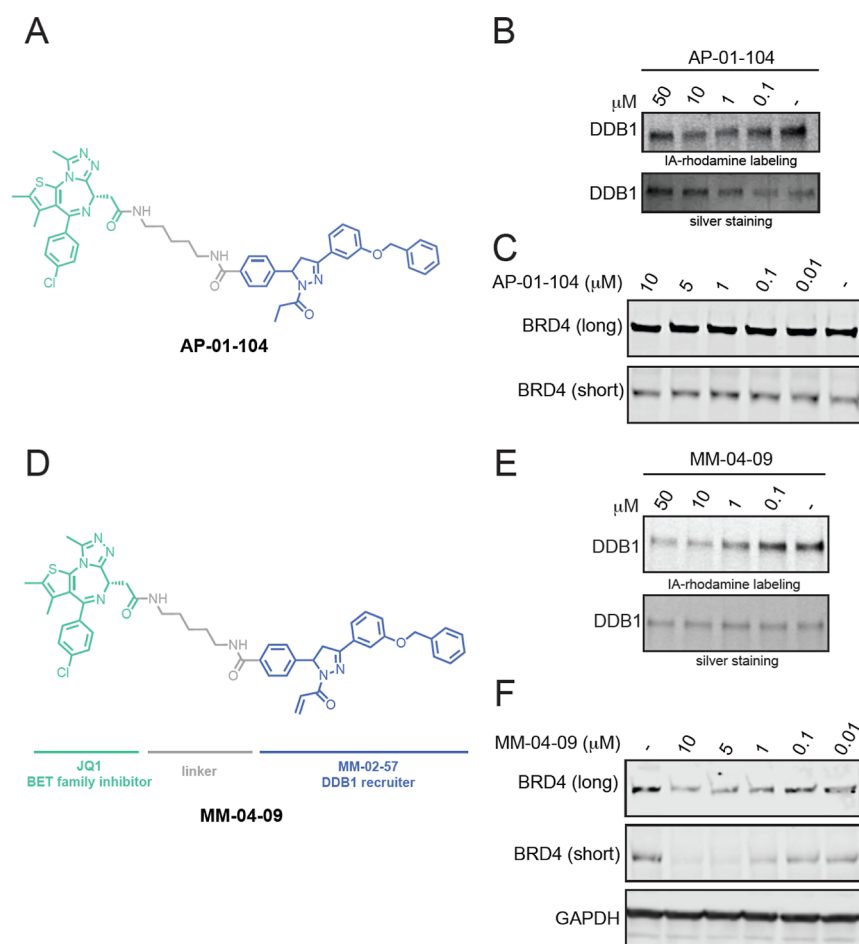 A
AP-01-104
B
AP-01-104
μM 50 10 1 0.1 -
DDB1
IA-rhodamine labeling
DDB1
silver staining
C
AP-01-104 (μM) 10 5 1 0.1 0.01 -
BRD4 (long)
BRD4 (short)
D
JQ1
BET family inhibitor
linker
MM-02-57
DDB1 recruiter
MM-04-09
E
MM-04-09
μM 50 10 1 0.1 -
DDB1
IA-rhodamine labeling
DDB1
silver staining
F
MM-04-09 (μM) - 10 5 1 0.1 0.01
BRD4 (long)
BRD4 (short)
GAPDH